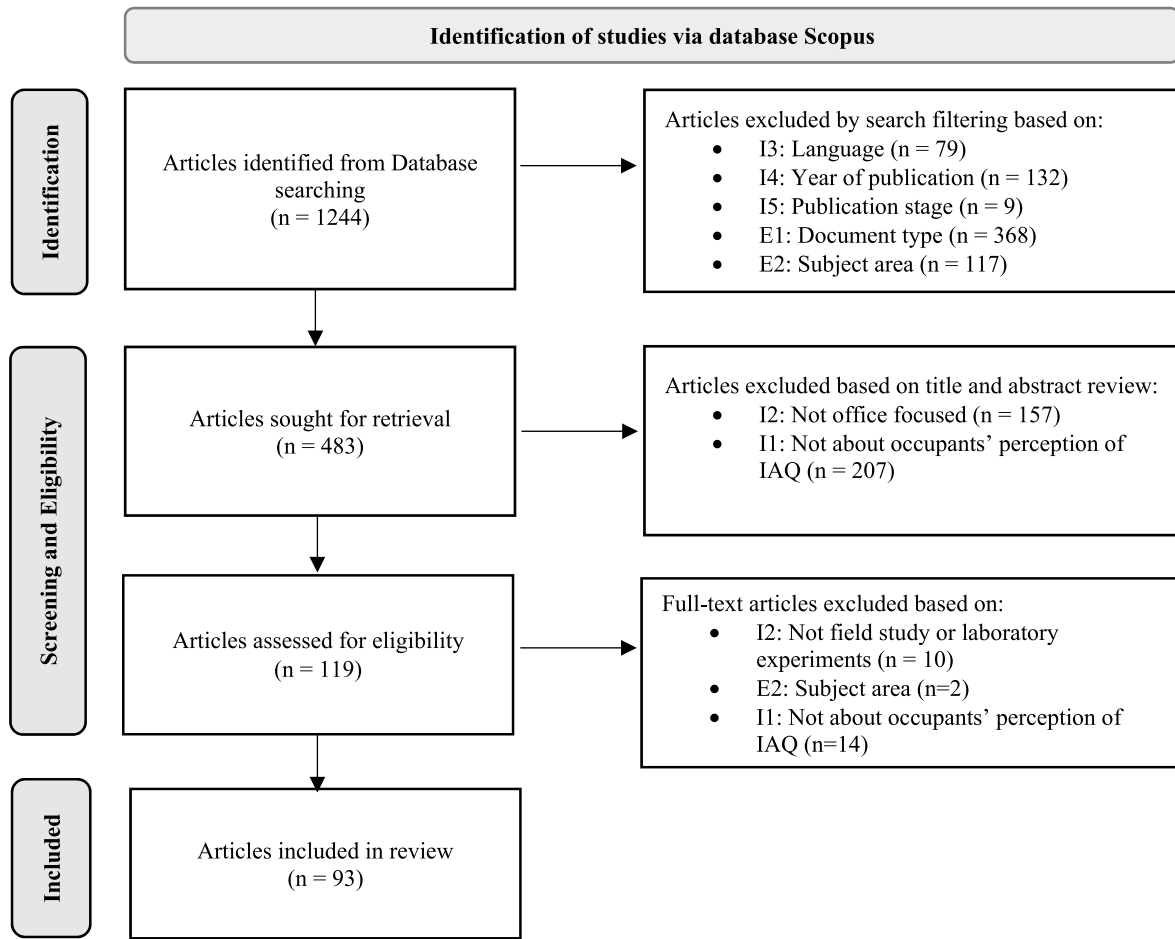 Identification of studies via database Scopus
Identification
Articles identified from Database
searching
(n = 1244)
Articles excluded by search filtering based on:
• I3: Language (n = 79)
• I4: Year of publication (n = 132)
• I5: Publication stage (n = 9)
• E1: Document type (n = 368)
• E2: Subject area (n = 117)
Screening and Eligibility
Articles sought for retrieval
(n = 483)
Articles excluded based on title and abstract review:
• I2: Not office focused (n = 157)
• I1: Not about occupants’ perception of
IAQ (n = 207)
Articles assessed for eligibility
(n = 119)
Full-text articles excluded based on:
• I2: Not field study or laboratory
experiments (n = 10)
• E2: Subject area (n=2)
• I1: Not about occupants’ perception of
IAQ (n=14)
Included
Articles included in review
(n = 93)